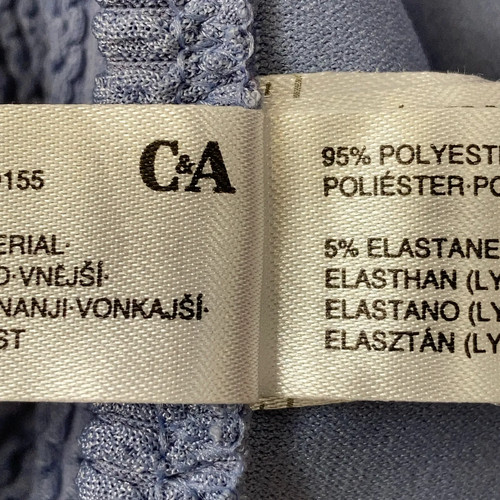 C&A
155
ERIAL·
O·VNĚJŠÍ·
NANJI·VONKAJŠÍ·
ST
95% POLYEST
POLIÉSTER·PO
5% ELASTANE
ELASTHAN (LY
ELASTANO (LY
ELASZTÁN (LY